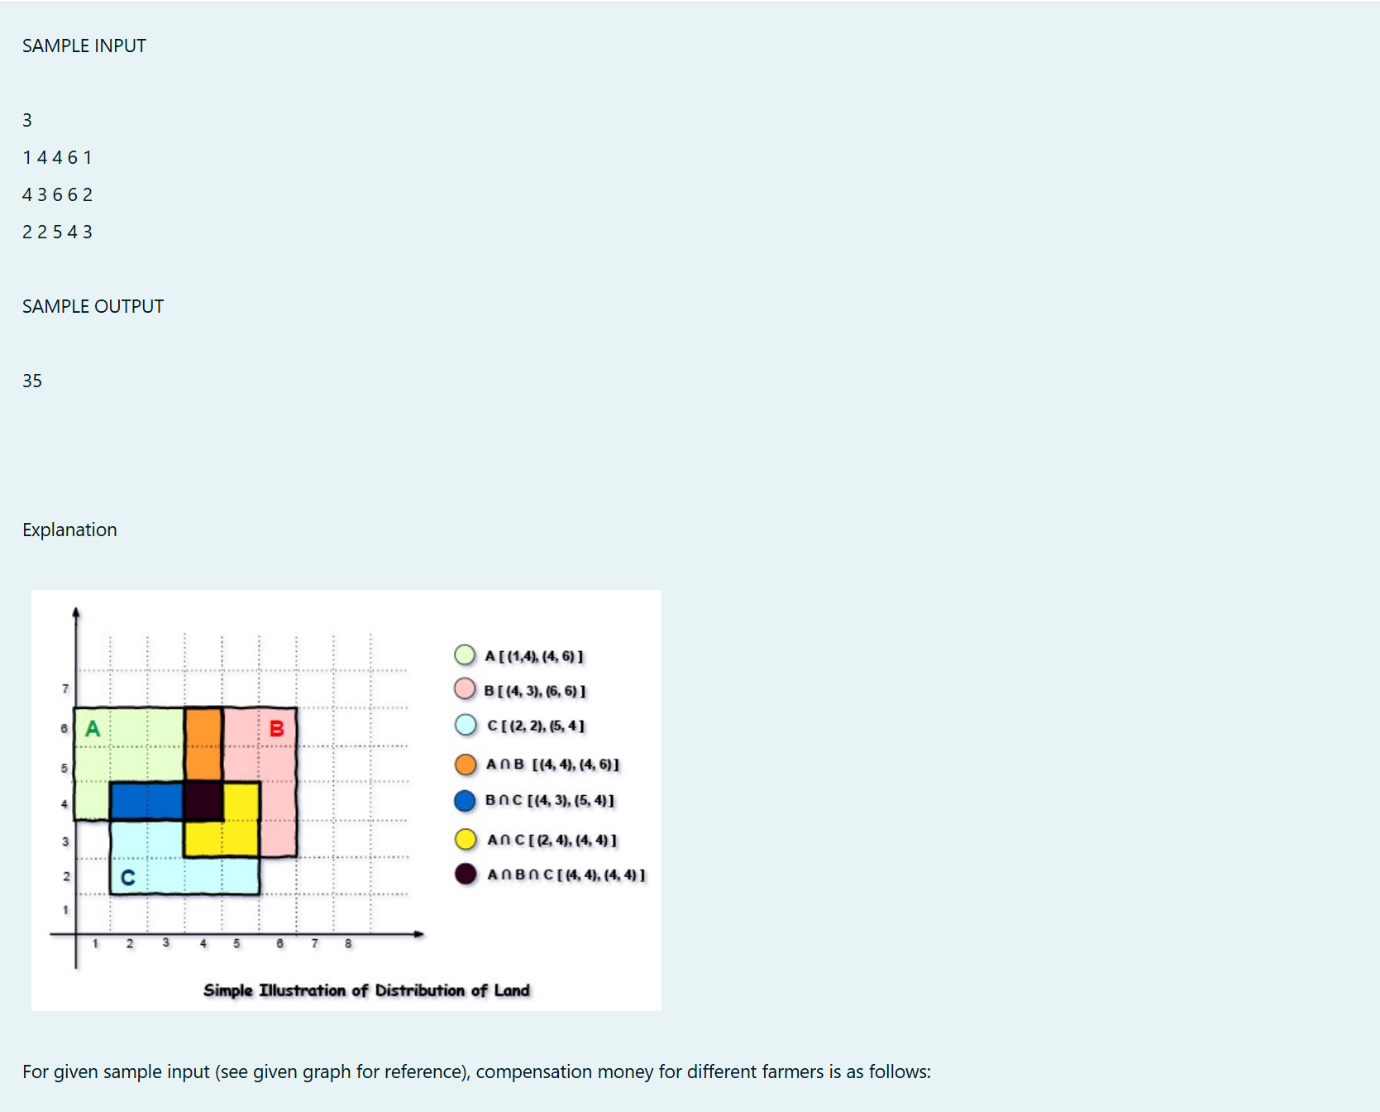 SAMPLE INPUT
3
1 4 4 6 1
4 3 6 6 2
2 2 5 4 3
SAMPLE OUTPUT
35
Explanation
7
6
5
4
3
2
1
A
B
C
1 2 3 4 5 6 7 8
A [ (1,4), (4, 6) ]
B [ (4, 3), (6, 6) ]
C [ (2, 2), (5, 4 ]
A ∩ B [(4, 4), (4, 6)]
B ∩ C [(4, 3), (5, 4)]
A ∩ C [ (2, 4), (4, 4) ]
A ∩ B ∩ C [ (4, 4), (4, 4) ]
Simple Illustration of Distribution of Land
For given sample input (see given graph for reference), compensation money for different farmers is as follows: